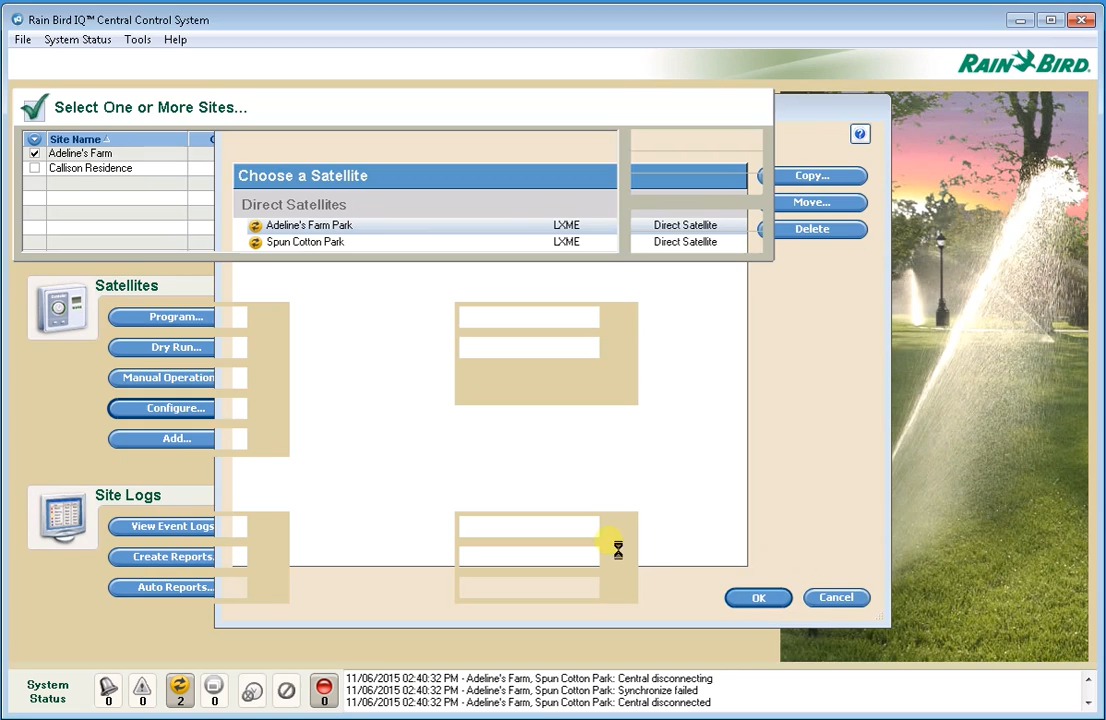 Rain Bird IQ™ Central Control System
File System Status Tools Help
RAIN BIRD.
Select One or More Sites...
Site Name
Adeline's Farm
Callison Residence
Choose a Satellite
Direct Satellites
Adeline's Farm Park LXME Direct Satellite
Spun Cotton Park LXME Direct Satellite
Copy...
Move...
Delete
Satellites
Program...
Dry Run...
Manual Operation
Configure...
Add...
Site Logs
View Event Logs
Create Reports.
Auto Reports...
OK Cancel
System Status
0 0 2 0 0
11/06/2015 02:40:32 PM - Adeline's Farm, Spun Cotton Park: Central disconnecting
11/06/2015 02:40:32 PM - Adeline's Farm, Spun Cotton Park: Synchronize failed
11/06/2015 02:40:32 PM - Adeline's Farm, Spun Cotton Park: Central disconnected